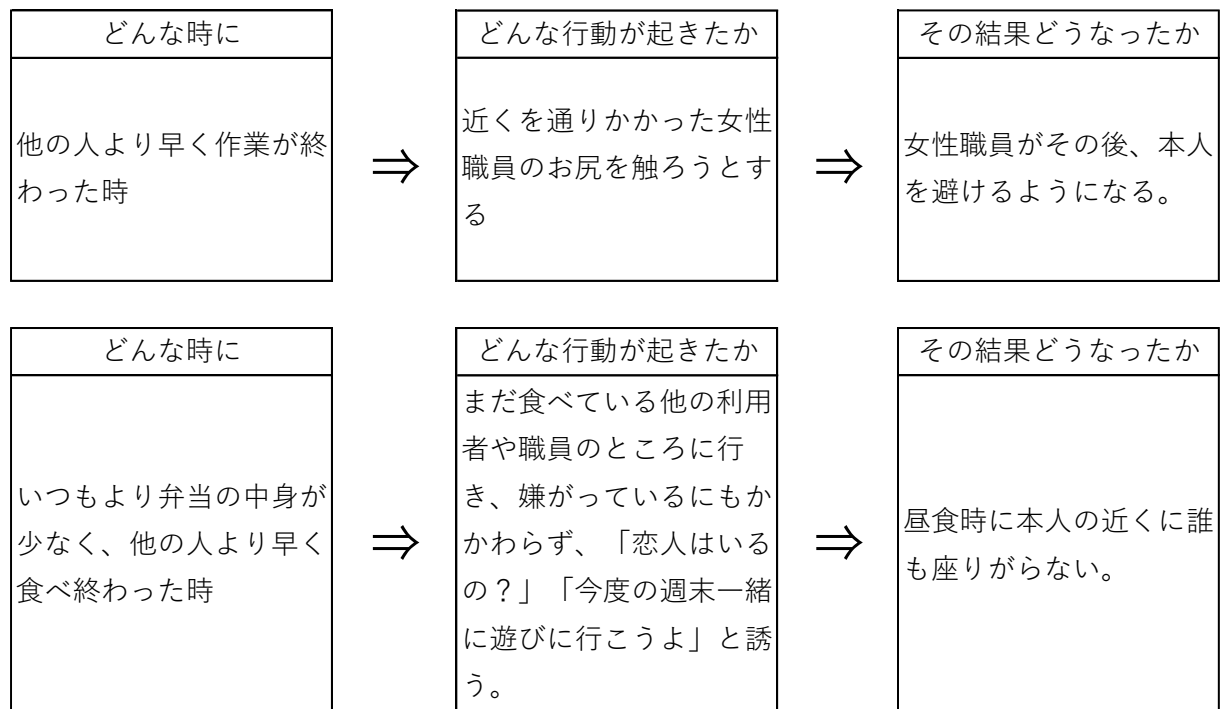 どんな時に
他の人より早く作業が終
わった時
⇒
どんな行動が起きたか
近くを通りかかった女性
職員のお尻を触ろうとす
る
⇒
その結果どうなったか
女性職員がその後、本人
を避けるようになる。
どんな時に
いつもより弁当の中身が
少なく、他の人より早く
食べ終わった時
⇒
どんな行動が起きたか
まだ食べている他の利用
者や職員のところに行
き、嫌がっているにもか
かわらず、「恋人はいる
の？」「今度の週末一緒
に遊びに行こうよ」と誘
う。
⇒
その結果どうなったか
昼食時に本人の近くに誰
も座りがらない。